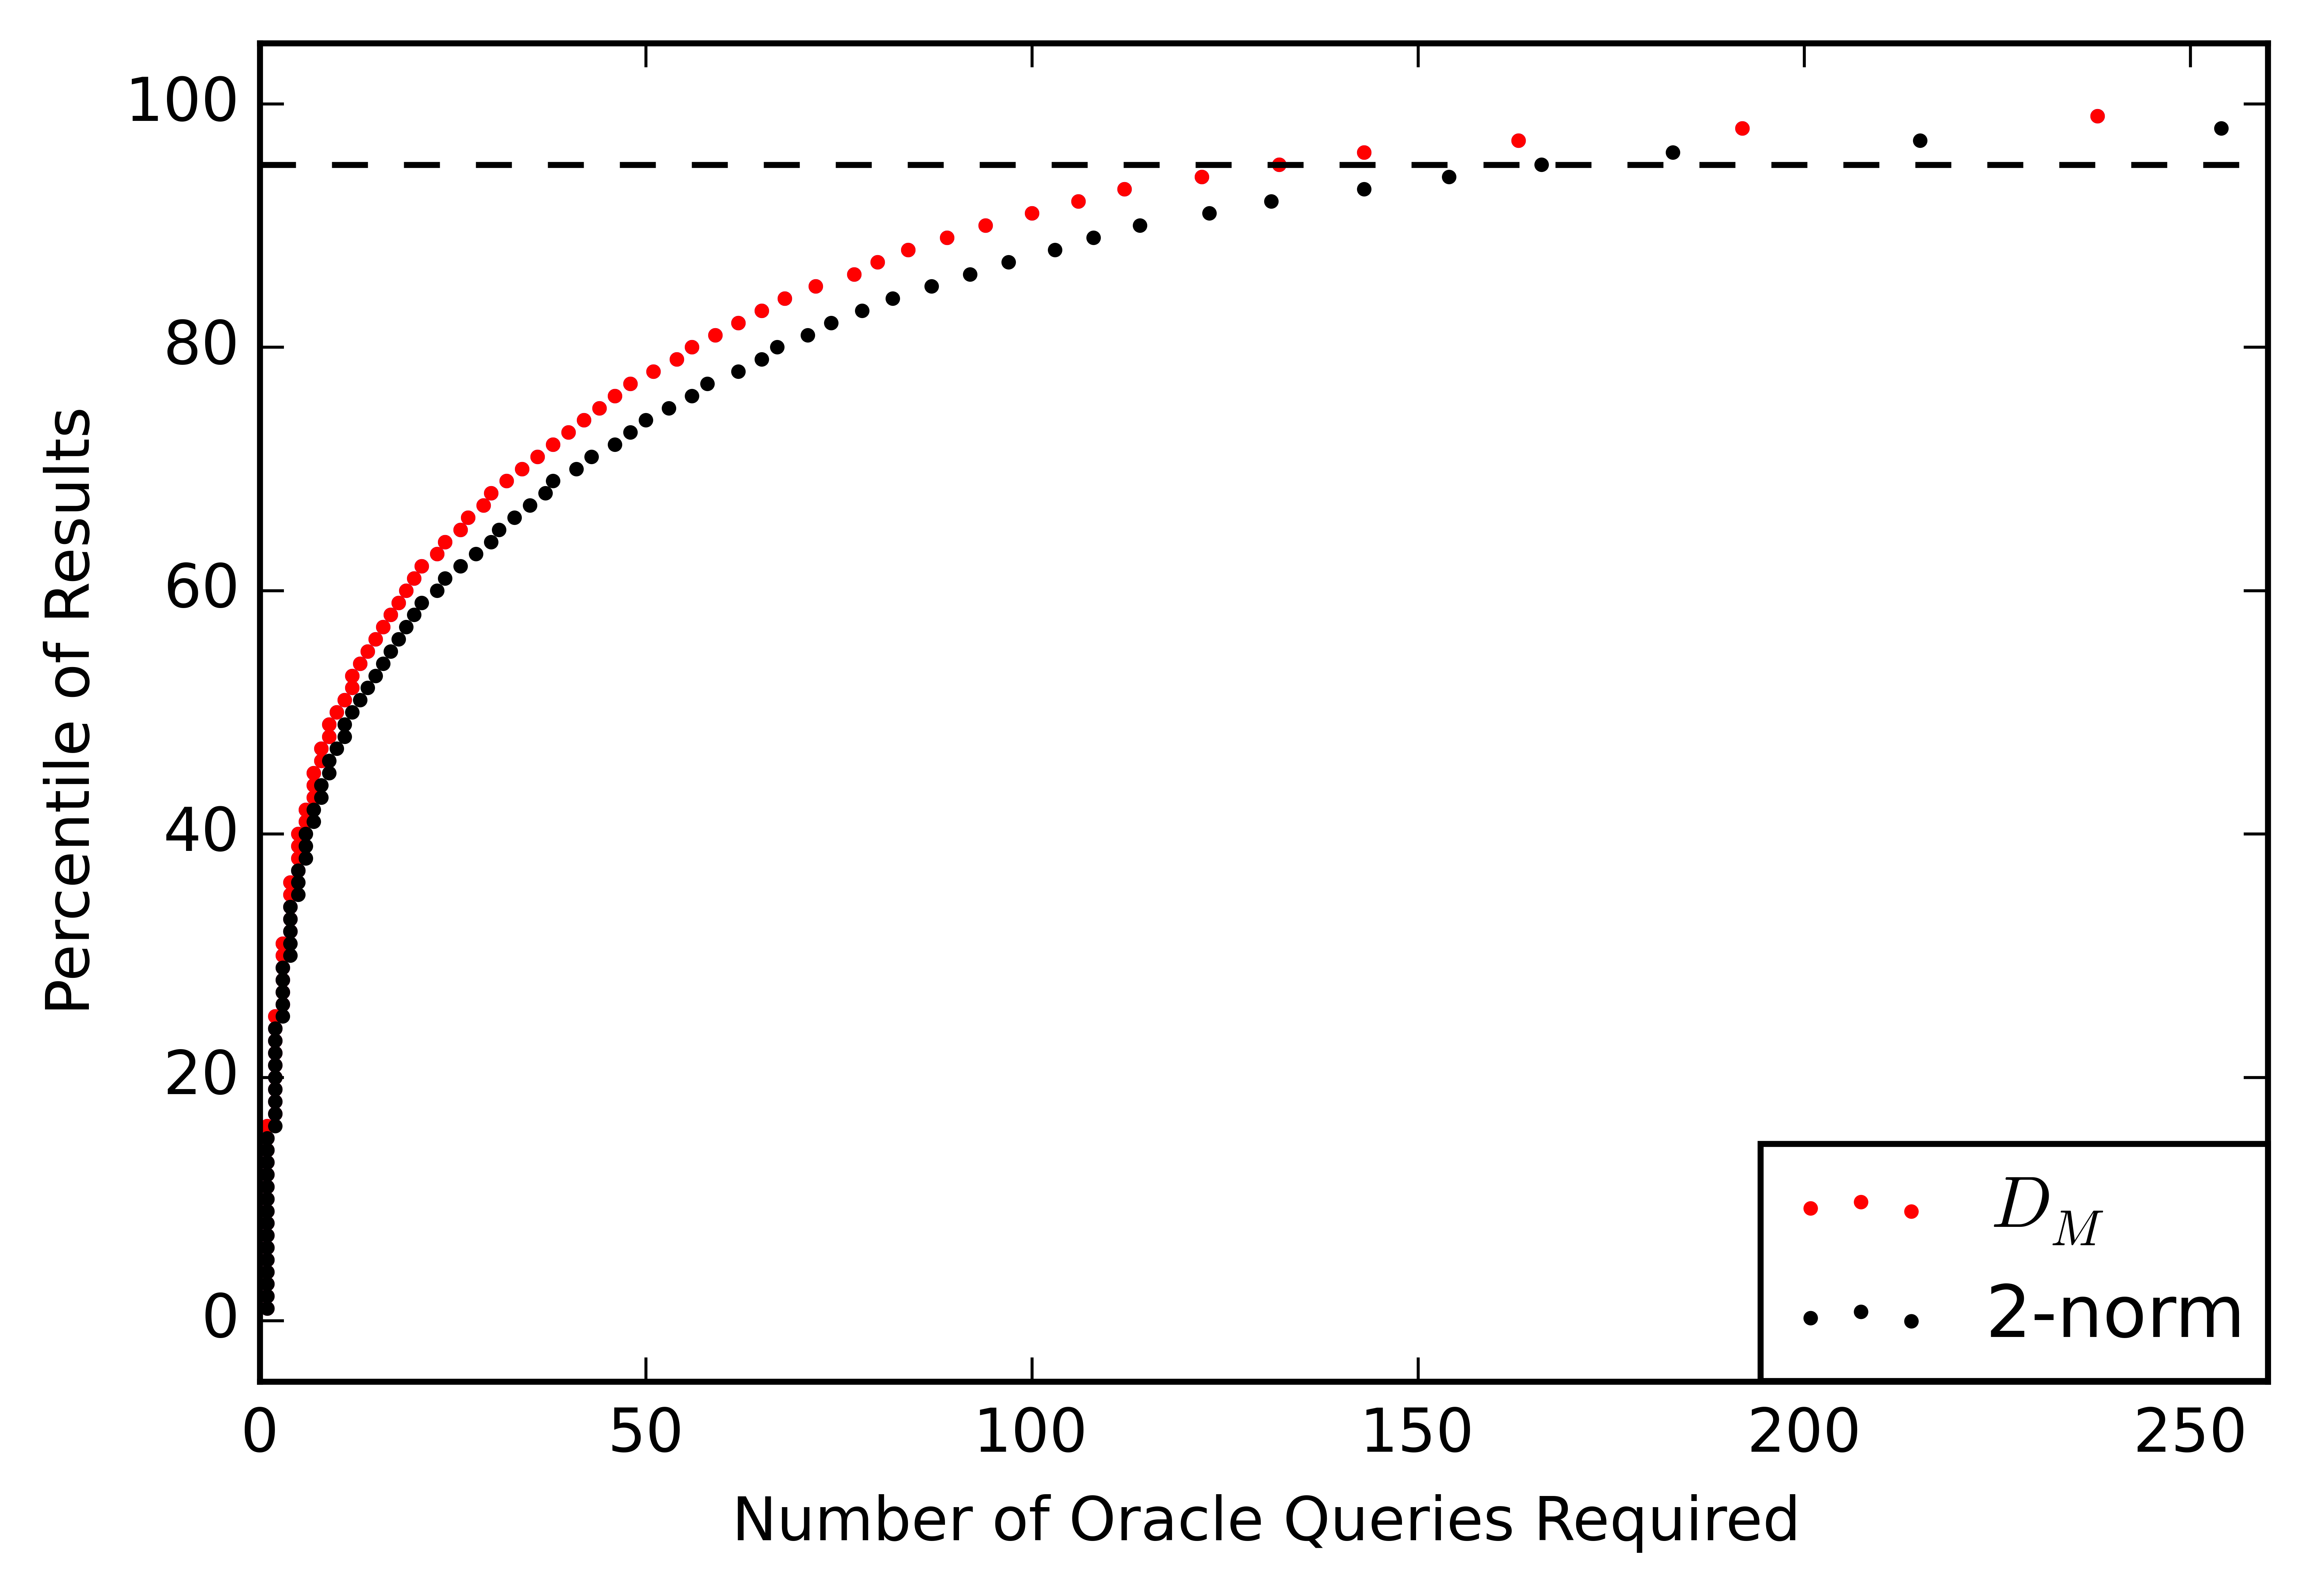 100
80
60
40
20
0
Percentile of Results
0 50 100 150 200 250
Number of Oracle Queries Required
D_M
2-norm